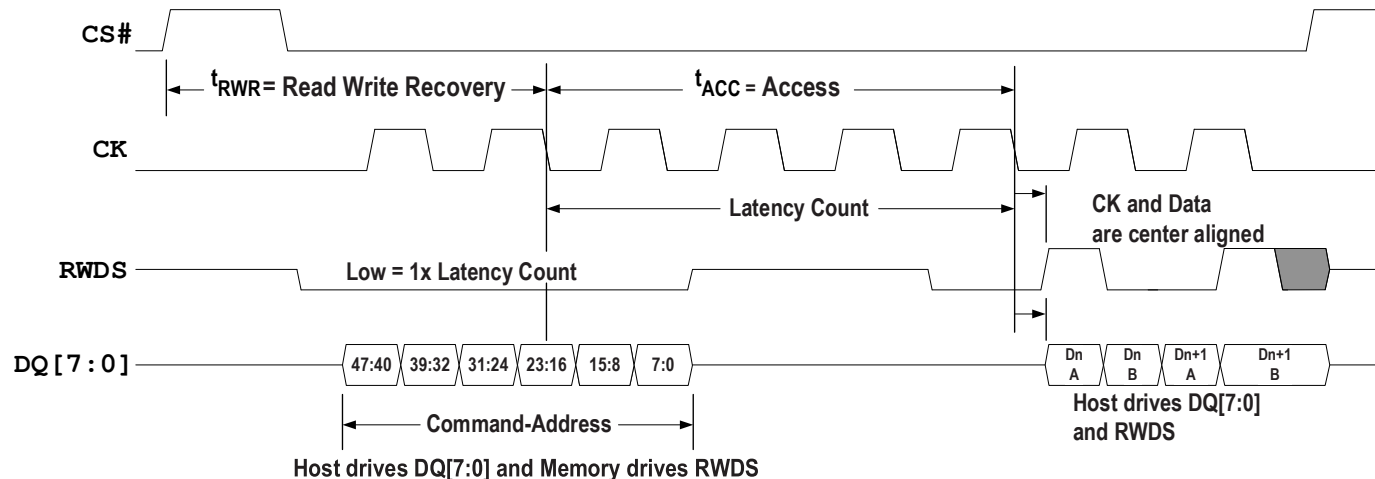 CS#
tRWR= Read Write Recovery
tACC = Access
CK
Latency Count
CK and Data
are center aligned
RWDS
Low = 1x Latency Count
DQ[7:0]
47:40 39:32 31:24 23:16 15:8 7:0
Dn Dn Dn+1 Dn+1
A B A B
Command-Address
Host drives DQ[7:0]
and RWDS
Host drives DQ[7:0] and Memory drives RWDS